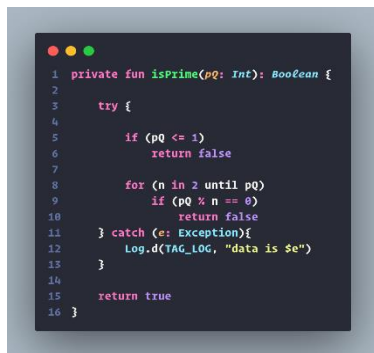 1 private fun isPrime(pQ: Int): Boolean {
2
3     try {
4
5         if (pQ <= 1)
6             return false
7
8         for (n in 2 until pQ)
9             if (pQ % n == 0)
10                 return false
11     } catch (e: Exception){
12         Log.d(TAG_LOG, "data is $e")
13     }
14
15     return true
16 }